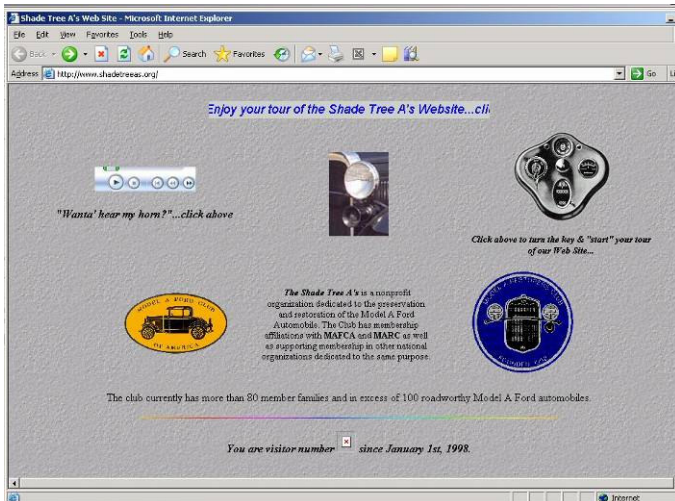 Shade Tree A's Web Site - Microsoft Internet Explorer
File Edit View Favorites Tools Help
Back Search Favorites
Address http://www.shadetreeas.org/ Go
Enjoy your tour of the Shade Tree A's Website...cli
"Wanta' hear my horn?"...click above
Click above to turn the key & "start" your tour
of our Web Site...
MODEL A FORD CLUB
OF AMERICA
The Shade Tree A's is a nonprofit
organization dedicated to the preservation
and restoration of the Model A Ford
Automobile. The Club has membership
affiliations with MAFCA and MARC as well
as supporting membership in other national
organizations dedicated to the same purpose.
The club currently has more than 80 member families and in excess of 100 roadworthy Model A Ford automobiles.
You are visitor number since January 1st, 1998.
Internet